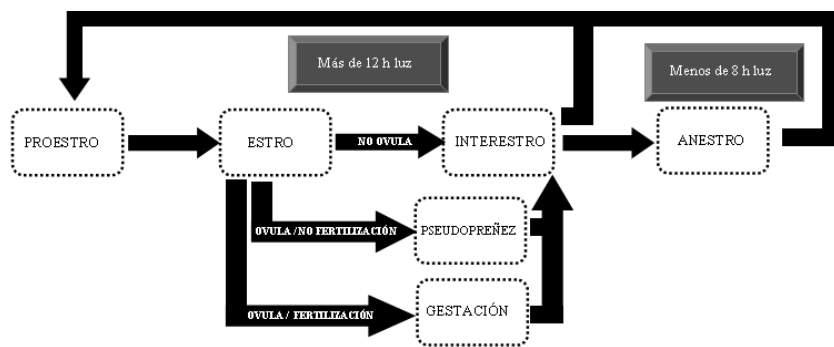 Más de 12 h luz
Menos de 8 h luz
PROESTRO
ESTRO
NO OVULA
INTERESTRO
ANESTRO
OVULA / NO FERTILIZACIÓN
PSEUDOPREÑEZ
OVULA / FERTILIZACIÓN
GESTACIÓN